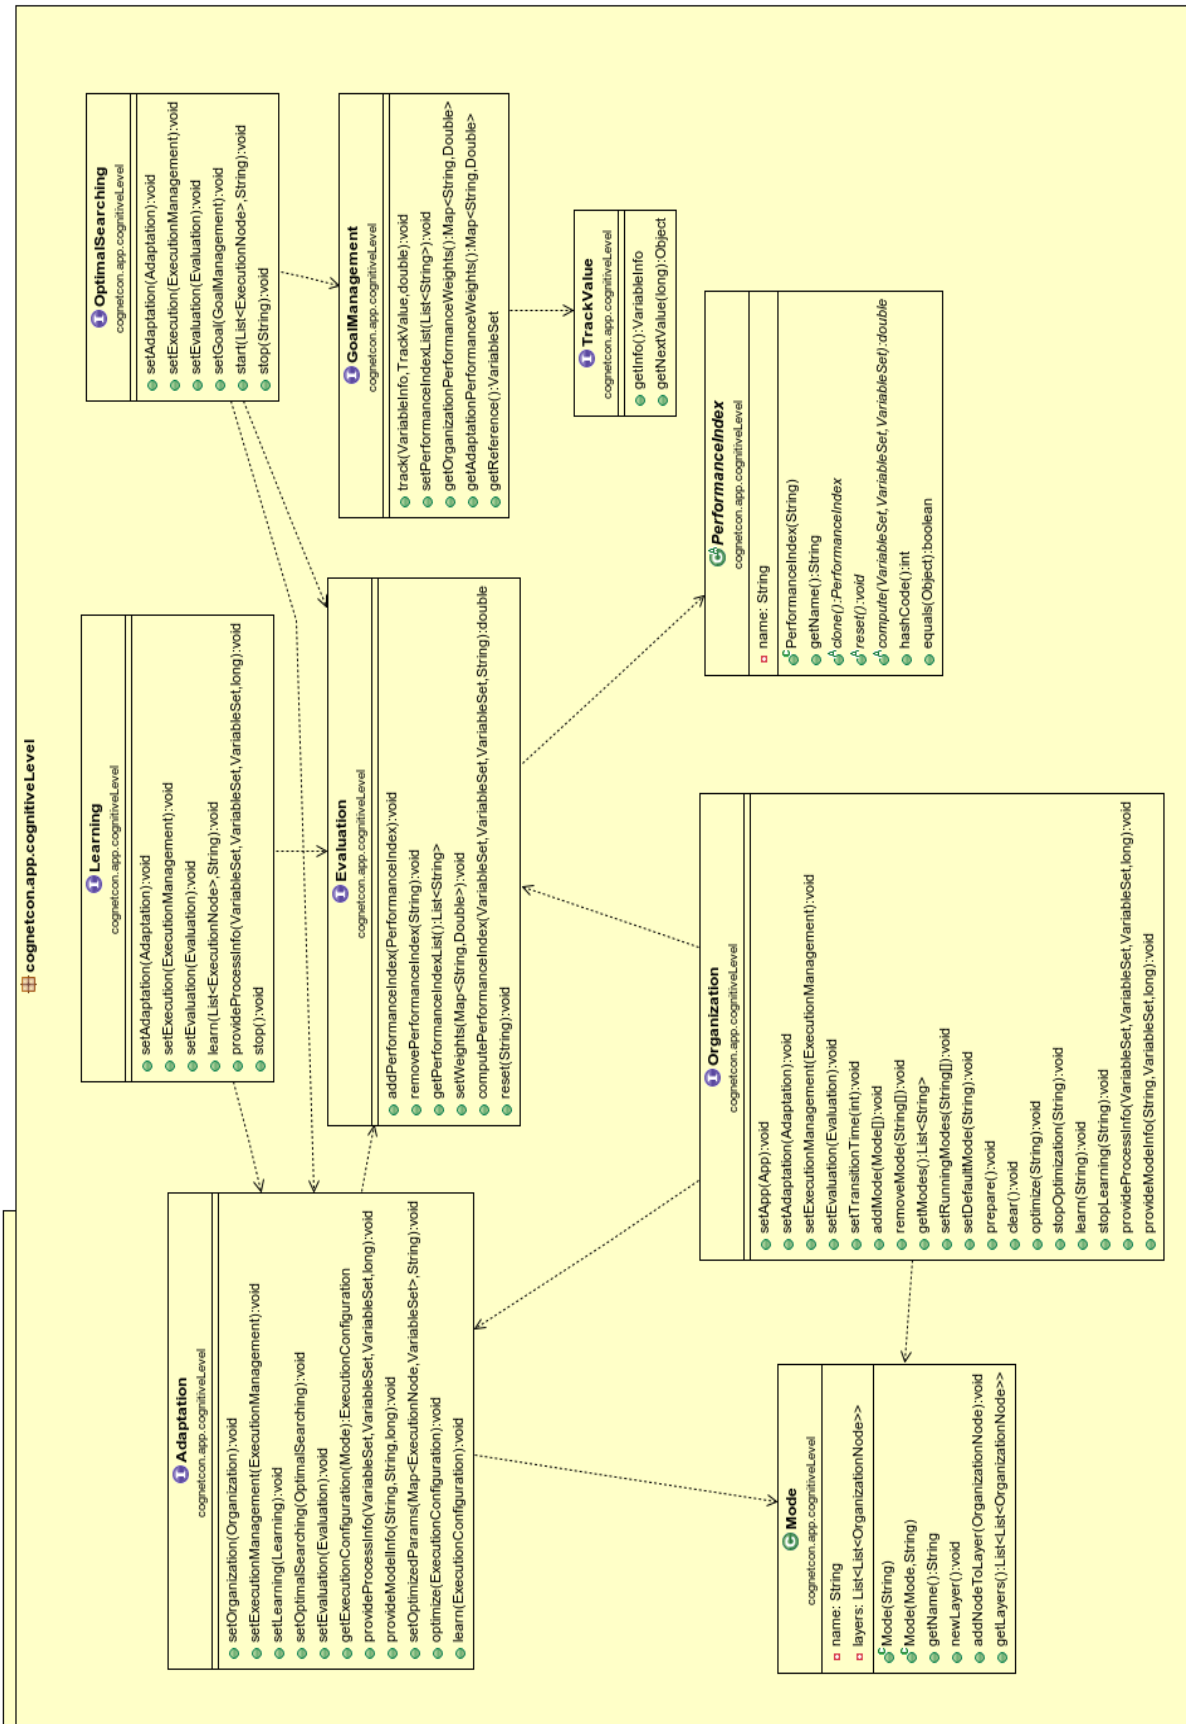 cognetcon.app.cognitiveLevel
Adaptation
cognetcon.app.cognitiveLevel
setOrganization(Organization):void
setExecutionManagement(ExecutionManagement):void
setLearning(Learning):void
setOptimalSearching(OptimalSearching):void
setEvaluation(Evaluation):void
getExecutionConfiguration(Mode):ExecutionConfiguration
provideProcessInfo(VariableSet,VariableSet,VariableSet,long):void
provideModelInfo(String,String,long):void
setOptimizedParams(Map<ExecutionNode,VariableSet>,String):void
optimize(ExecutionConfiguration):void
learn(ExecutionConfiguration):void
Learning
cognetcon.app.cognitiveLevel
setAdaptation(Adaptation):void
setExecution(ExecutionManagement):void
setEvaluation(Evaluation):void
learn(List<ExecutionNode>,String):void
provideProcessInfo(VariableSet,VariableSet,VariableSet,long):void
stop():void
OptimalSearching
cognetcon.app.cognitiveLevel
setAdaptation(Adaptation):void
setExecution(ExecutionManagement):void
setEvaluation(Evaluation):void
setGoal(GoalManagement):void
start(List<ExecutionNode>,String):void
stop(String):void
Evaluation
cognetcon.app.cognitiveLevel
addPerformanceIndex(PerformanceIndex):void
removePerformanceIndex(String):void
getPerformanceIndexList():List<String>
setWeights(Map<String,Double>):void
computePerformanceIndex(VariableSet,VariableSet,VariableSet,String):double
reset(String):void
GoalManagement
cognetcon.app.cognitiveLevel
track(VariableInfo,TrackValue,double):void
setPerformanceIndexList(List<String>):void
getOrganizationPerformanceWeights():Map<String,Double>
getAdaptationPerformanceWeights():Map<String,Double>
getReference():VariableSet
TrackValue
cognetcon.app.cognitiveLevel
getInfo():VariableInfo
getNextValue(long):Object
Mode
cognetcon.app.cognitiveLevel
name: String
layers: List<List<OrganizationNode>>
Mode(String)
Mode(Mode,String)
getName():String
newLayer():void
addNodeToLayer(OrganizationNode):void
getLayers():List<List<OrganizationNode>>
Organization
cognetcon.app.cognitiveLevel
setApp(App):void
setAdaptation(Adaptation):void
setExecutionManagement(ExecutionManagement):void
setEvaluation(Evaluation):void
setTransitionTime(int):void
addMode(Mode[]):void
removeMode(String[]):void
getModes():List<String>
setRunningModes(String[]):void
setDefaultMode(String):void
prepare():void
clear():void
optimize(String):void
stopOptimization(String):void
learn(String):void
stopLearning(String):void
provideProcessInfo(VariableSet,VariableSet,VariableSet,long):void
provideModeInfo(String,VariableSet,long):void
PerformanceIndex
cognetcon.app.cognitiveLevel
name: String
PerformanceIndex(String)
getName():String
clone():PerformanceIndex
reset():void
compute(VariableSet,VariableSet,VariableSet):double
hashCode():int
equals(Object):boolean